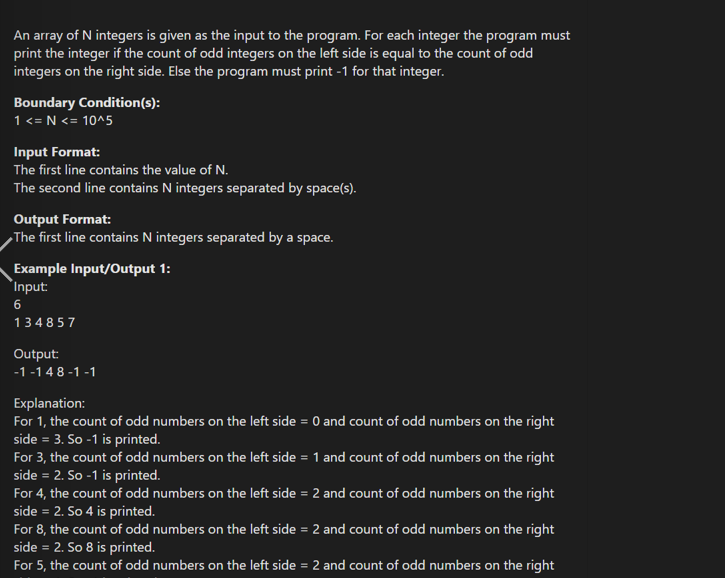 An array of N integers is given as the input to the program. For each integer the program must
print the integer if the count of odd integers on the left side is equal to the count of odd
integers on the right side. Else the program must print -1 for that integer.
Boundary Condition(s):
1 <= N <= 10^5
Input Format:
The first line contains the value of N.
The second line contains N integers separated by space(s).
Output Format:
The first line contains N integers separated by a space.
Example Input/Output 1:
Input:
6
1 3 4 8 5 7
Output:
-1 -1 4 8 -1 -1
Explanation:
For 1, the count of odd numbers on the left side = 0 and count of odd numbers on the right
side = 3. So -1 is printed.
For 3, the count of odd numbers on the left side = 1 and count of odd numbers on the right
side = 2. So -1 is printed.
For 4, the count of odd numbers on the left side = 2 and count of odd numbers on the right
side = 2. So 4 is printed.
For 8, the count of odd numbers on the left side = 2 and count of odd numbers on the right
side = 2. So 8 is printed.
For 5, the count of odd numbers on the left side = 2 and count of odd numbers on the right